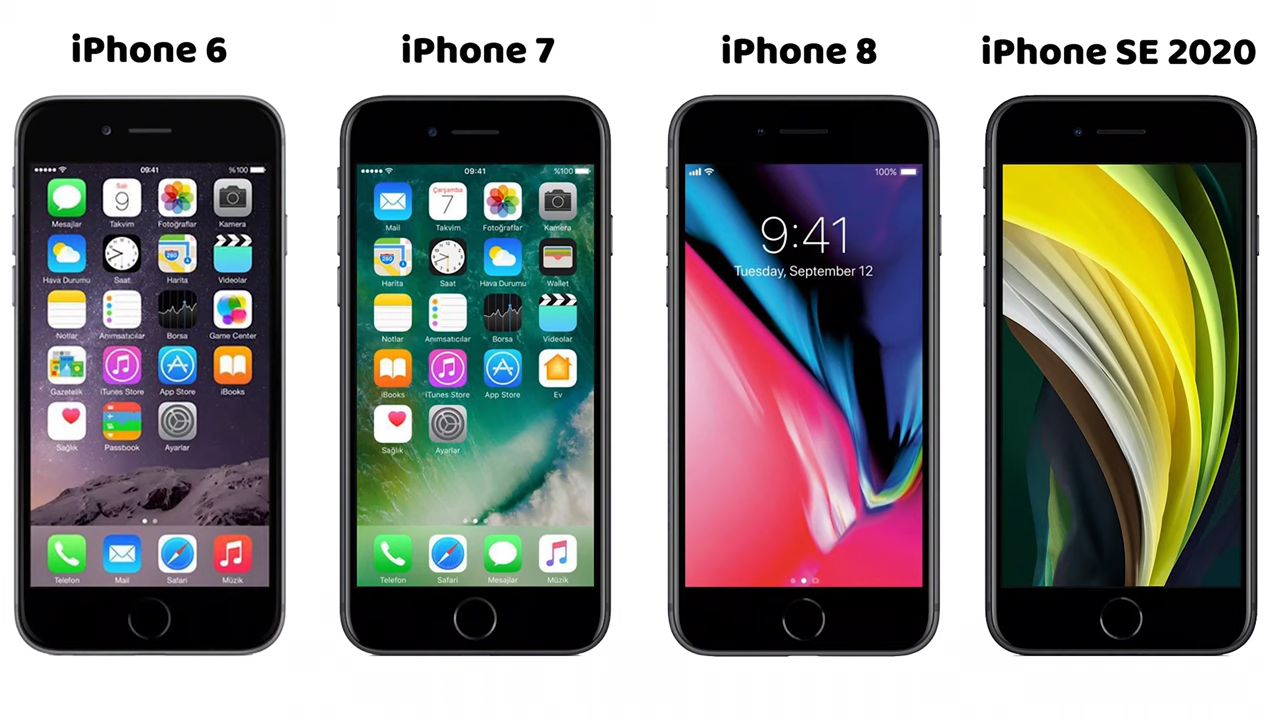 iPhone 6 iPhone 7 iPhone 8 iPhone SE 2020
09:41 %100
Salı
9
Mesajlar Takvim Fotoğraflar Kamera
280
Hava Durumu Saat Harita Videolar
Notlar Anımsatıcılar Borsa Game Center
Gazetelik iTunes Store App Store iBooks
Sağlık Passbook Ayarlar
Telefon Mail Safari Müzik
09:41 %100
Çarşamba
7
Mail Takvim Fotoğraflar Kamera
280
Harita Saat Hava Durumu Wallet
Notlar Anımsatıcılar Borsa Videolar
iBooks iTunes Store App Store Ev
Sağlık Ayarlar
Telefon Safari Mesajlar Müzik
100%
9:41
Tuesday, September 12